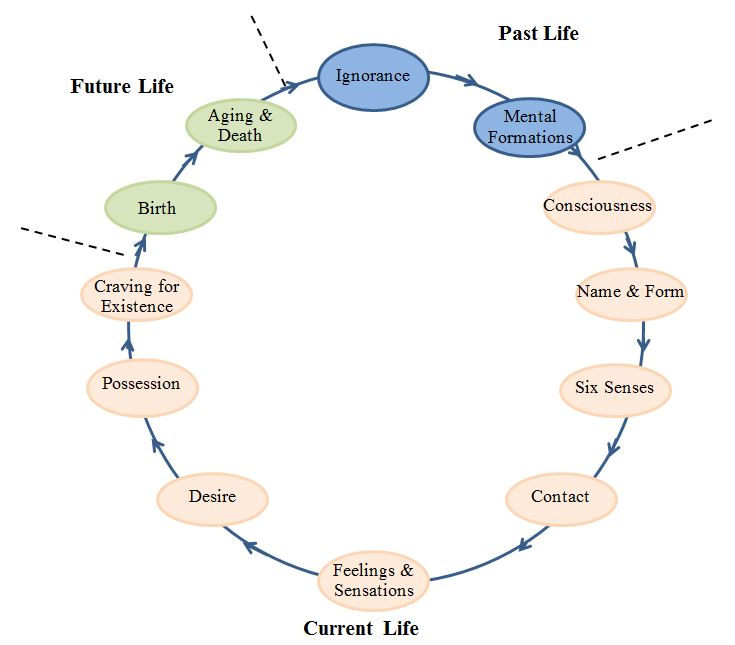 Past Life
Ignorance
Mental
Formations
Consciousness
Name & Form
Six Senses
Contact
Feelings &
Sensations
Current Life
Desire
Possession
Craving for
Existence
Birth
Aging &
Death
Future Life